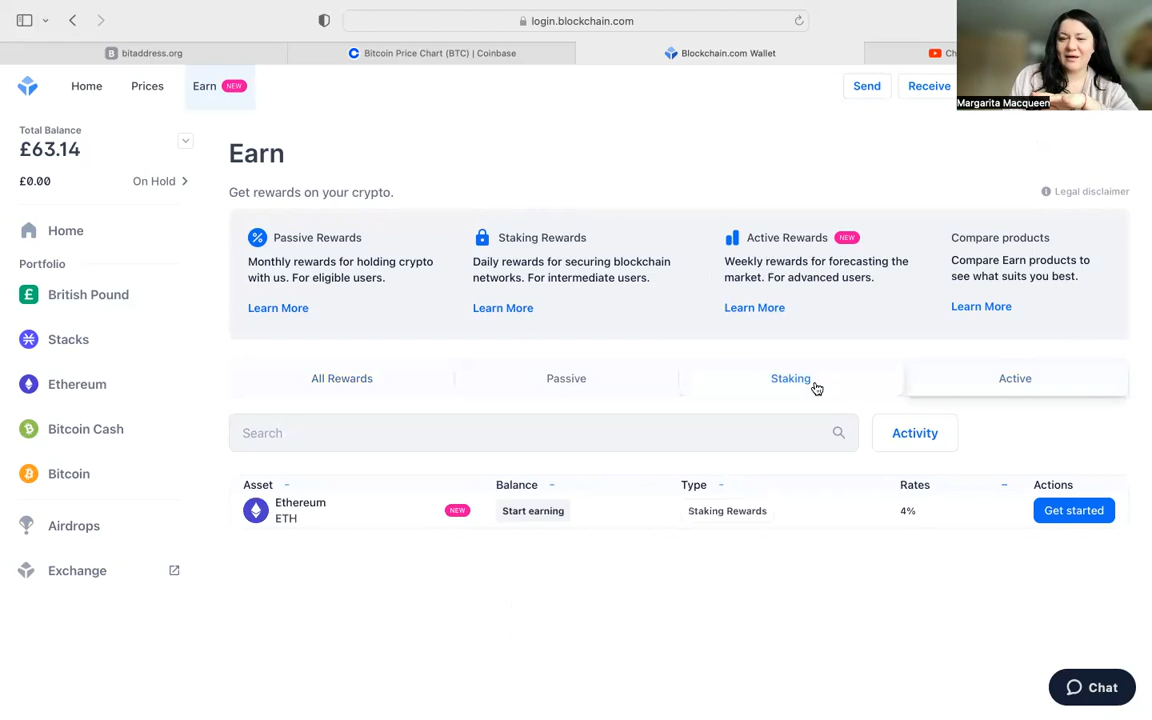 login.blockchain.com
bitaddress.org
Bitcoin Price Chart (BTC) | Coinbase
Blockchain.com Wallet
Ch
Margarita Macqueen
Home
Prices
Earn NEW
Send
Receive
Total Balance
£63.14
£0.00
On Hold
Home
Portfolio
British Pound
Stacks
Ethereum
Bitcoin Cash
Bitcoin
Airdrops
Exchange
Earn
Get rewards on your crypto.
Legal disclaimer
Passive Rewards
Monthly rewards for holding crypto
with us. For eligible users.
Learn More
Staking Rewards
Daily rewards for securing blockchain
networks. For intermediate users.
Learn More
Active Rewards NEW
Weekly rewards for forecasting the
market. For advanced users.
Learn More
Compare products
Compare Earn products to
see what suits you best.
Learn More
All Rewards
Passive
Staking
Active
Search
Activity
Asset
Balance
Type
Rates
Actions
Ethereum
ETH
NEW
Start earning
Staking Rewards
4%
Get started
Chat